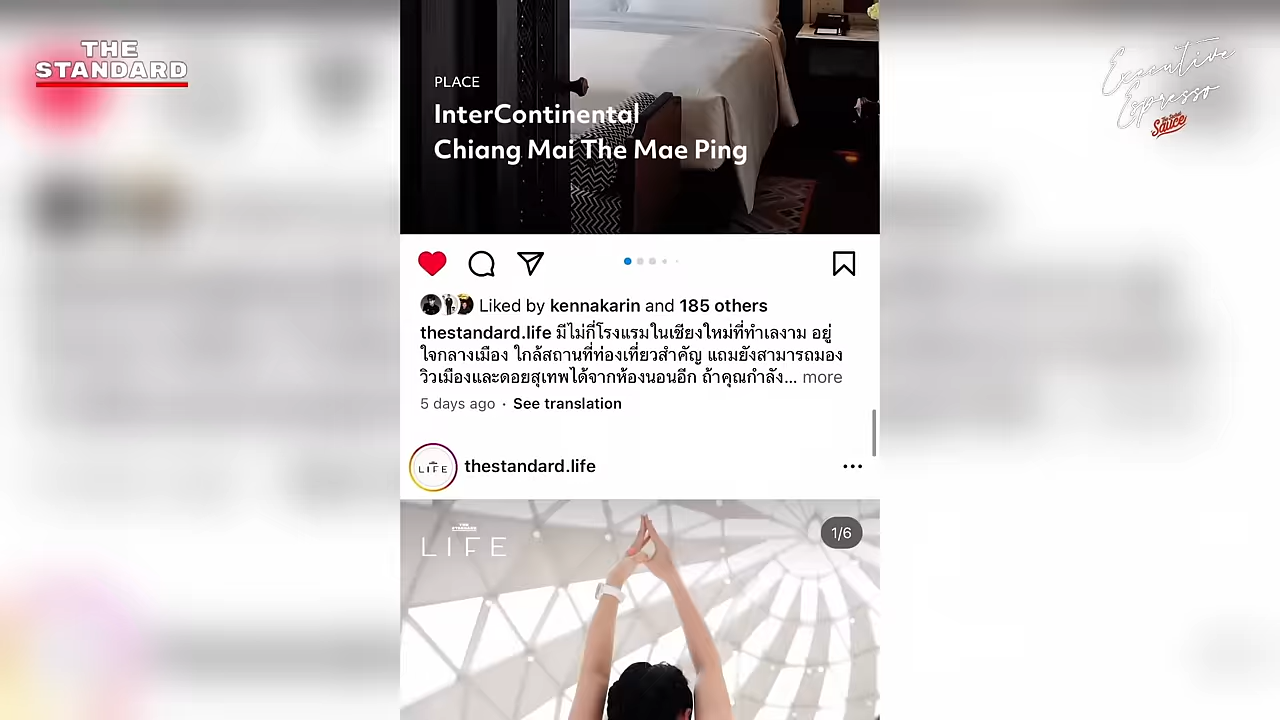 THE
STANDARD
Executive
Espresso
The Secret
Sauce
PLACE
InterContinental
Chiang Mai The Mae Ping
Liked by kennakarin and 185 others
thestandard.life มีไม่กี่โรงแรมในเชียงใหม่ที่ทำเลงาม อยู่
ใจกลางเมือง ใกล้สถานที่ท่องเที่ยวสำคัญ แถมยังสามารถมอง
วิวเมืองและดอยสุเทพได้จากห้องนอนอีก ถ้าคุณกำลัง... more
5 days ago · See translation
LIFE
thestandard.life
THE
STANDARD
LIFE
1/6